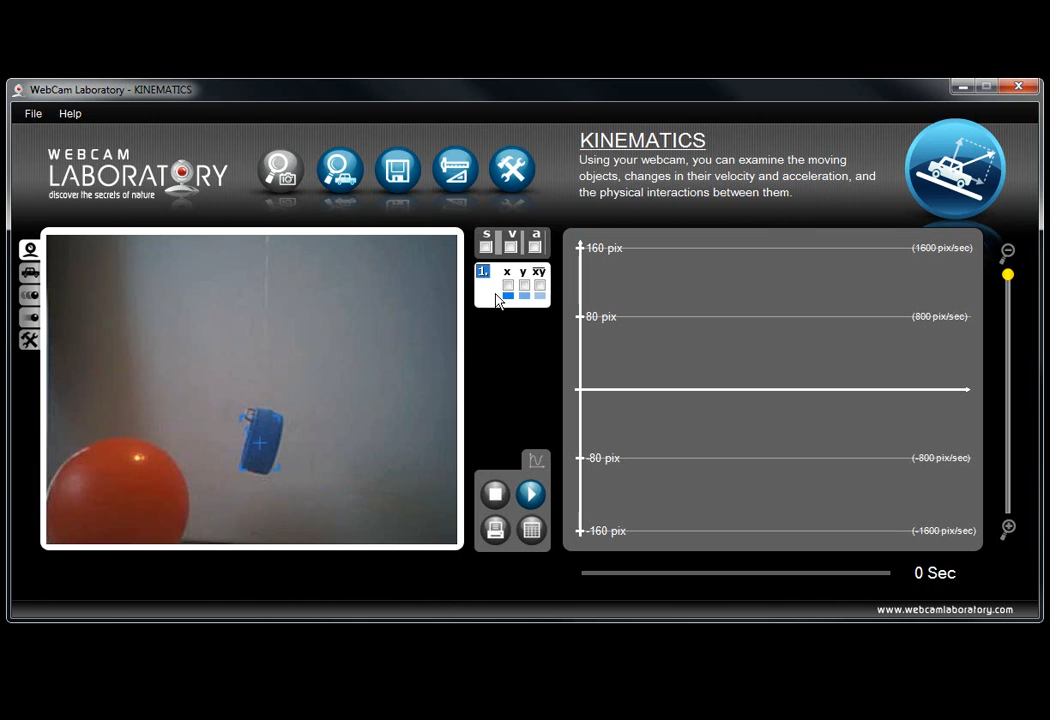 WebCam Laboratory - KINEMATICS
File Help
WEBCAM
LABORATORY
discover the secrets of nature
KINEMATICS
Using your webcam, you can examine the moving
objects, changes in their velocity and acceleration, and
the physical interactions between them.
s v a
1. x y xy
160 pix (1600 pix/sec)
80 pix (800 pix/sec)
-80 pix (-800 pix/sec)
-160 pix (-1600 pix/sec)
0 Sec
www.webcamlaboratory.com